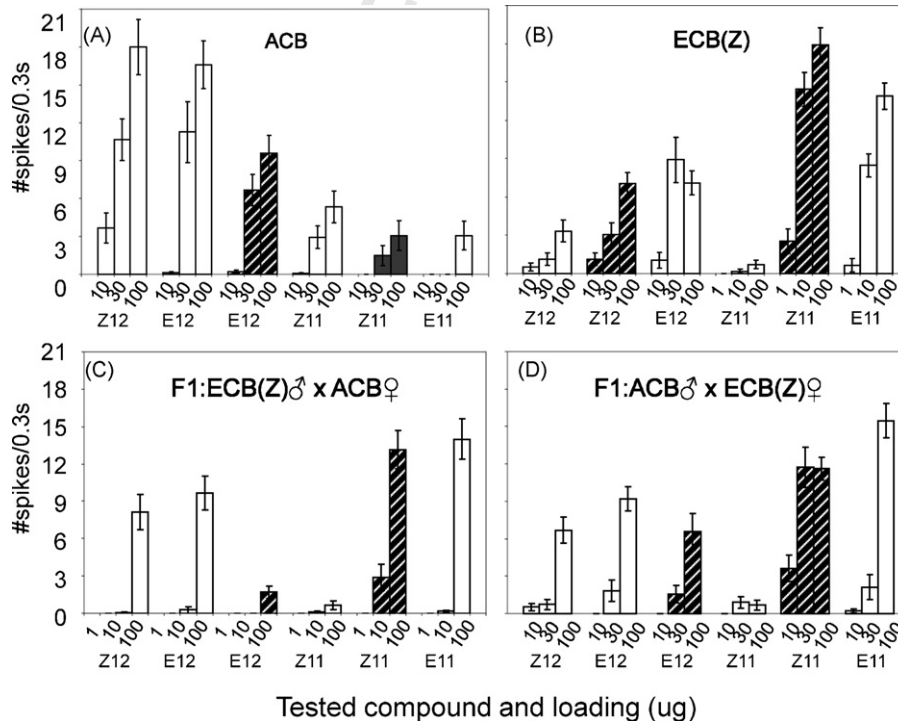 (A) ACB
(B) ECB(Z)
#spikes/0.3s
21
18
15
12
9
6
3
0
10 30 100 10 30 100 10 30 100 10 30 100 10 30 100 10 30 100
Z12 E12 E12 Z11 Z11 E11
10 30 100 10 30 100 10 30 100 1 10 100 1 10 100 1 10 100
Z12 Z12 E12 Z11 Z11 E11
(C) F1:ECB(Z)♂ x ACB♀
(D) F1:ACB♂ x ECB(Z)♀
#spikes/0.3s
21
18
15
12
9
6
3
0
1 10 100 1 10 100 1 10 100 1 10 100 1 10 100 1 10 100
Z12 E12 E12 Z11 Z11 E11
10 30 100 10 30 100 10 30 100 10 30 100 10 30 100 10 30 100
Z12 E12 E12 Z11 Z11 E11
Tested compound and loading (ug)